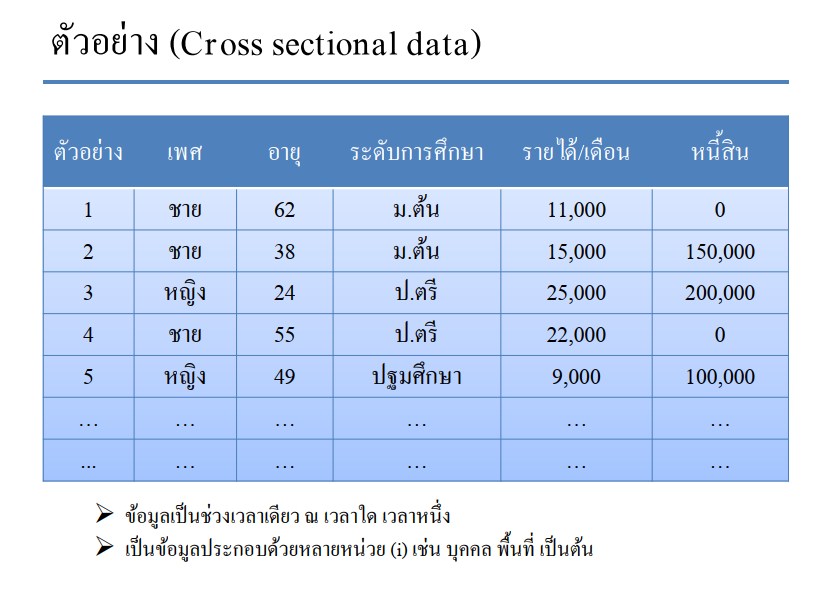 ตัวอย่าง (Cross sectional data)
ตัวอย่าง เพศ อายุ ระดับการศึกษา รายได้/เดือน หนี้สิน
1 ชาย 62 ม.ต้น 11,000 0
2 ชาย 38 ม.ต้น 15,000 150,000
3 หญิง 24 ป.ตรี 25,000 200,000
4 ชาย 55 ป.ตรี 22,000 0
5 หญิง 49 ปฐมศึกษา 9,000 100,000
… … … … … …
... … … … … …
➢ ข้อมูลเป็นช่วงเวลาเดียว ณ เวลาใด เวลาหนึ่ง
➢ เป็นข้อมูลประกอบด้วยหลายหน่วย (i) เช่น บุคคล พื้นที่ เป็นต้น